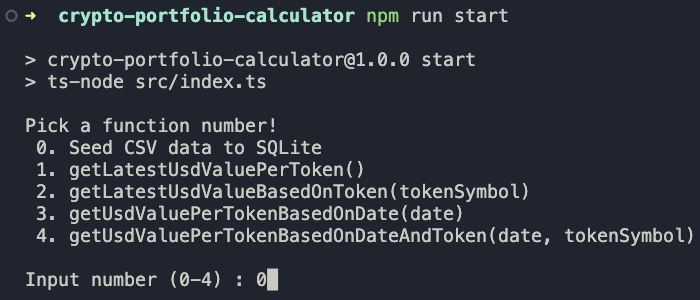 ➜ crypto-portfolio-calculator npm run start
> crypto-portfolio-calculator@1.0.0 start
> ts-node src/index.ts
Pick a function number!
0. Seed CSV data to SQLite
1. getLatestUsdValuePerToken()
2. getLatestUsdValueBasedOnToken(tokenSymbol)
3. getUsdValuePerTokenBasedOnDate(date)
4. getUsdValuePerTokenBasedOnDateAndToken(date, tokenSymbol)
Input number (0-4) : 0